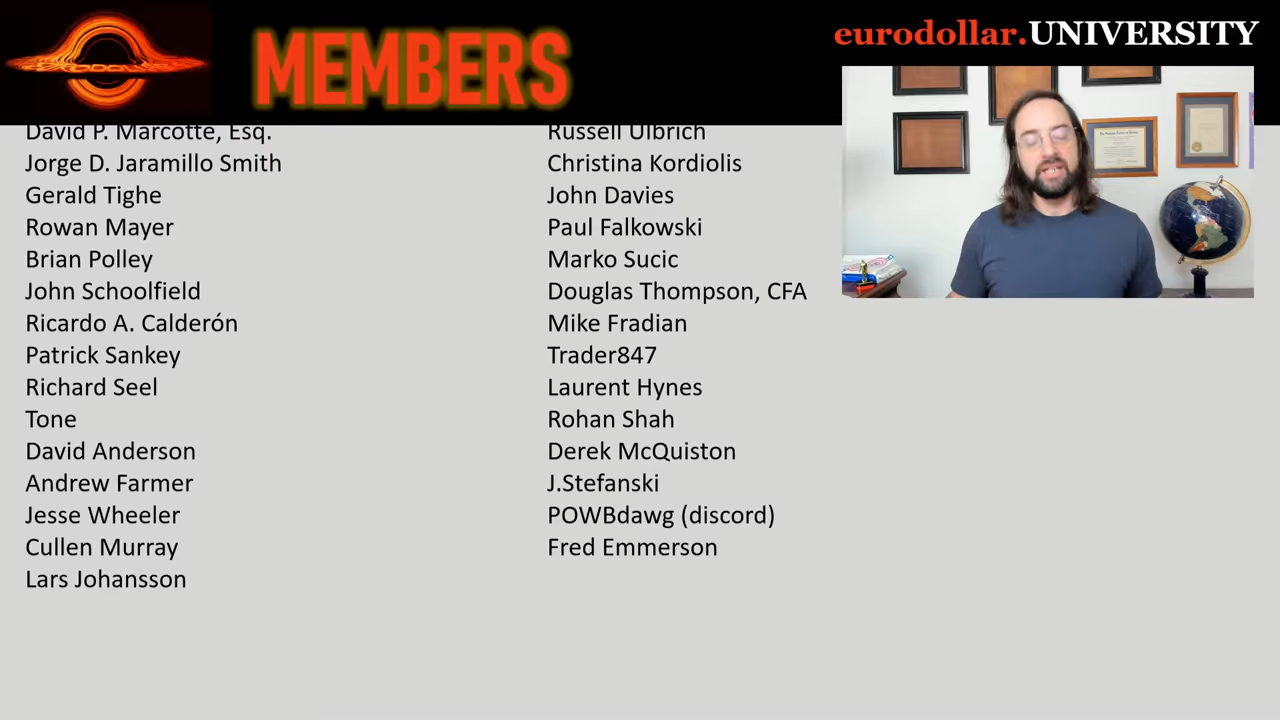 MEMBERS
eurodollar.UNIVERSITY
David P. Marcotte, Esq.
Jorge D. Jaramillo Smith
Gerald Tighe
Rowan Mayer
Brian Polley
John Schoolfield
Ricardo A. Calderón
Patrick Sankey
Richard Seel
Tone
David Anderson
Andrew Farmer
Jesse Wheeler
Cullen Murray
Lars Johansson
Russell Ulbrich
Christina Kordiolis
John Davies
Paul Falkowski
Marko Sucic
Douglas Thompson, CFA
Mike Fradian
Trader847
Laurent Hynes
Rohan Shah
Derek McQuiston
J.Stefanski
POWBdawg (discord)
Fred Emmerson